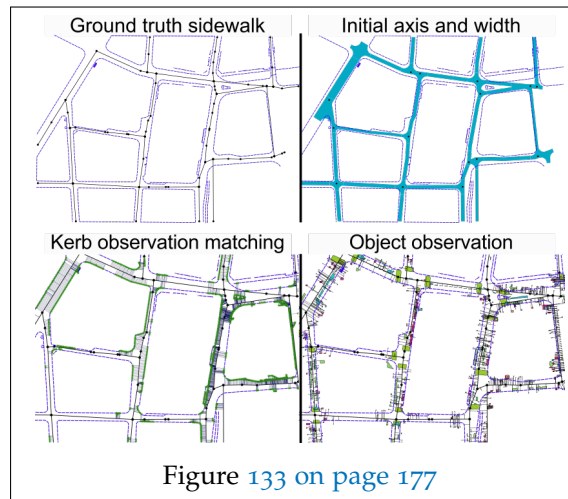 Ground truth sidewalk
Initial axis and width
Kerb observation matching
Object observation
Figure 133 on page 177